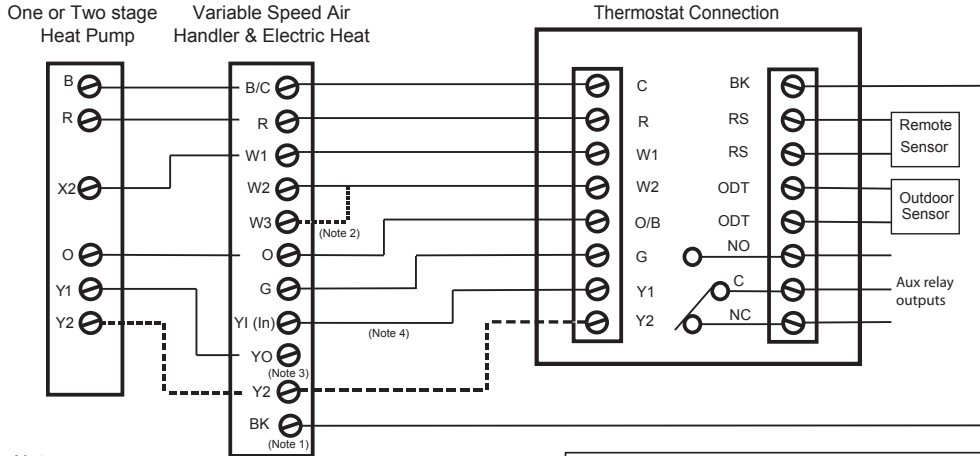 One or Two stage
Heat Pump
Variable Speed Air
Handler & Electric Heat
Thermostat Connection
B
R
X2
O
Y1
Y2
B/C
R
W1
W2
W3
(Note 2)
O
G
YI (In)
(Note 4)
YO
(Note 3)
Y2
BK
(Note 1)
C
R
W1
W2
O/B
G
Y1
Y2
BK
RS
RS
ODT
ODT
NO
C
NC
Remote
Sensor
Outdoor
Sensor
Aux relay
outputs